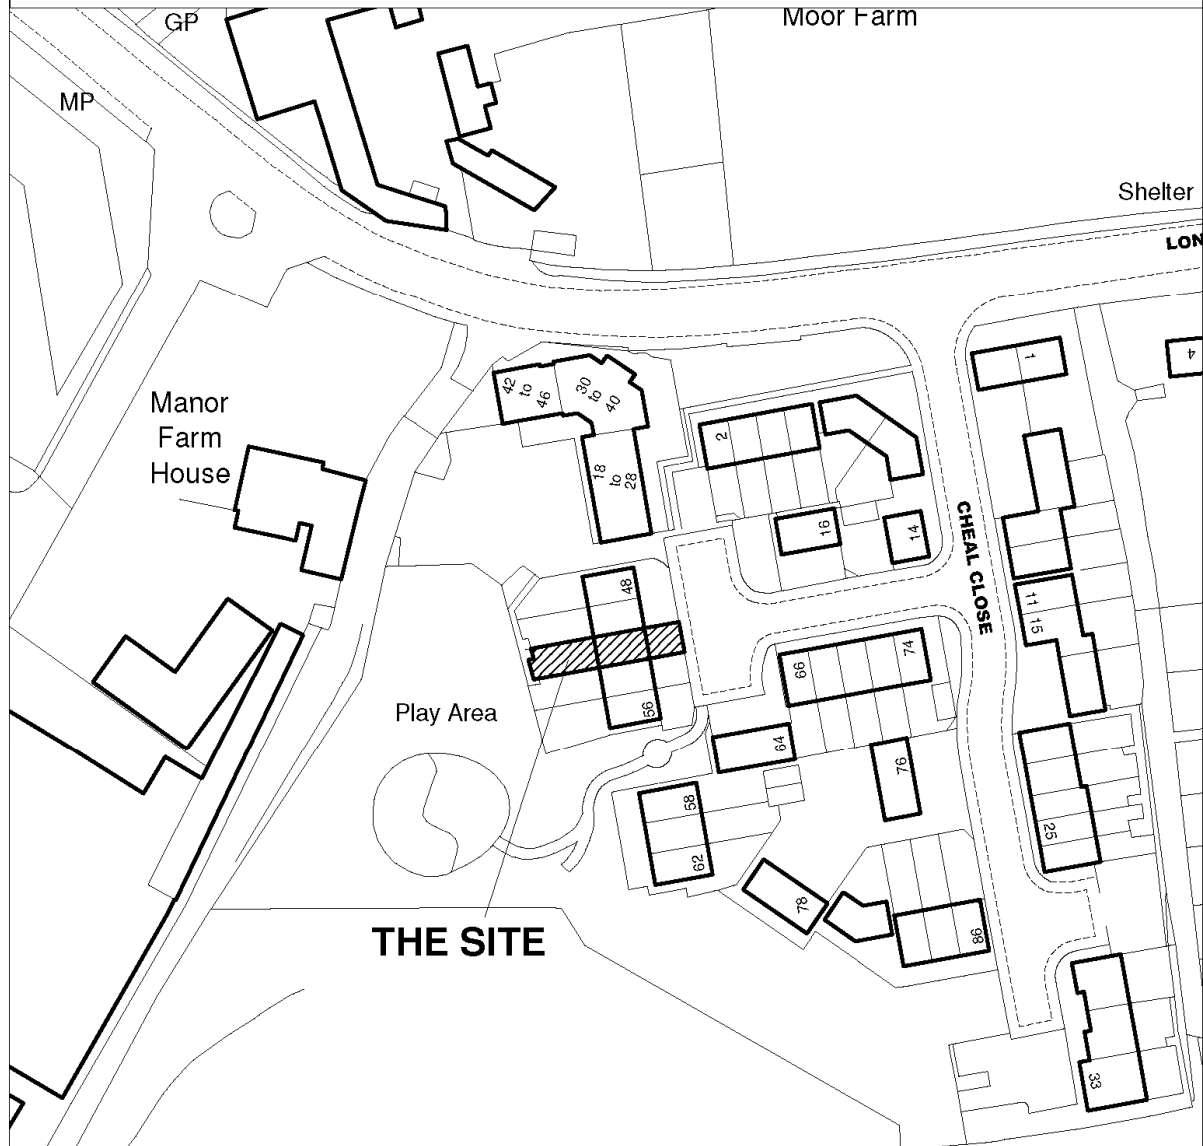 GP
Moor Farm
MP
Shelter
LON
1
4
42
to
46
30
to
40
Manor
Farm
House
2
18
to
28
16
14
CHEAL CLOSE
48
11
15
66
74
56
Play Area
64
76
58
25
62
78
86
THE SITE
33